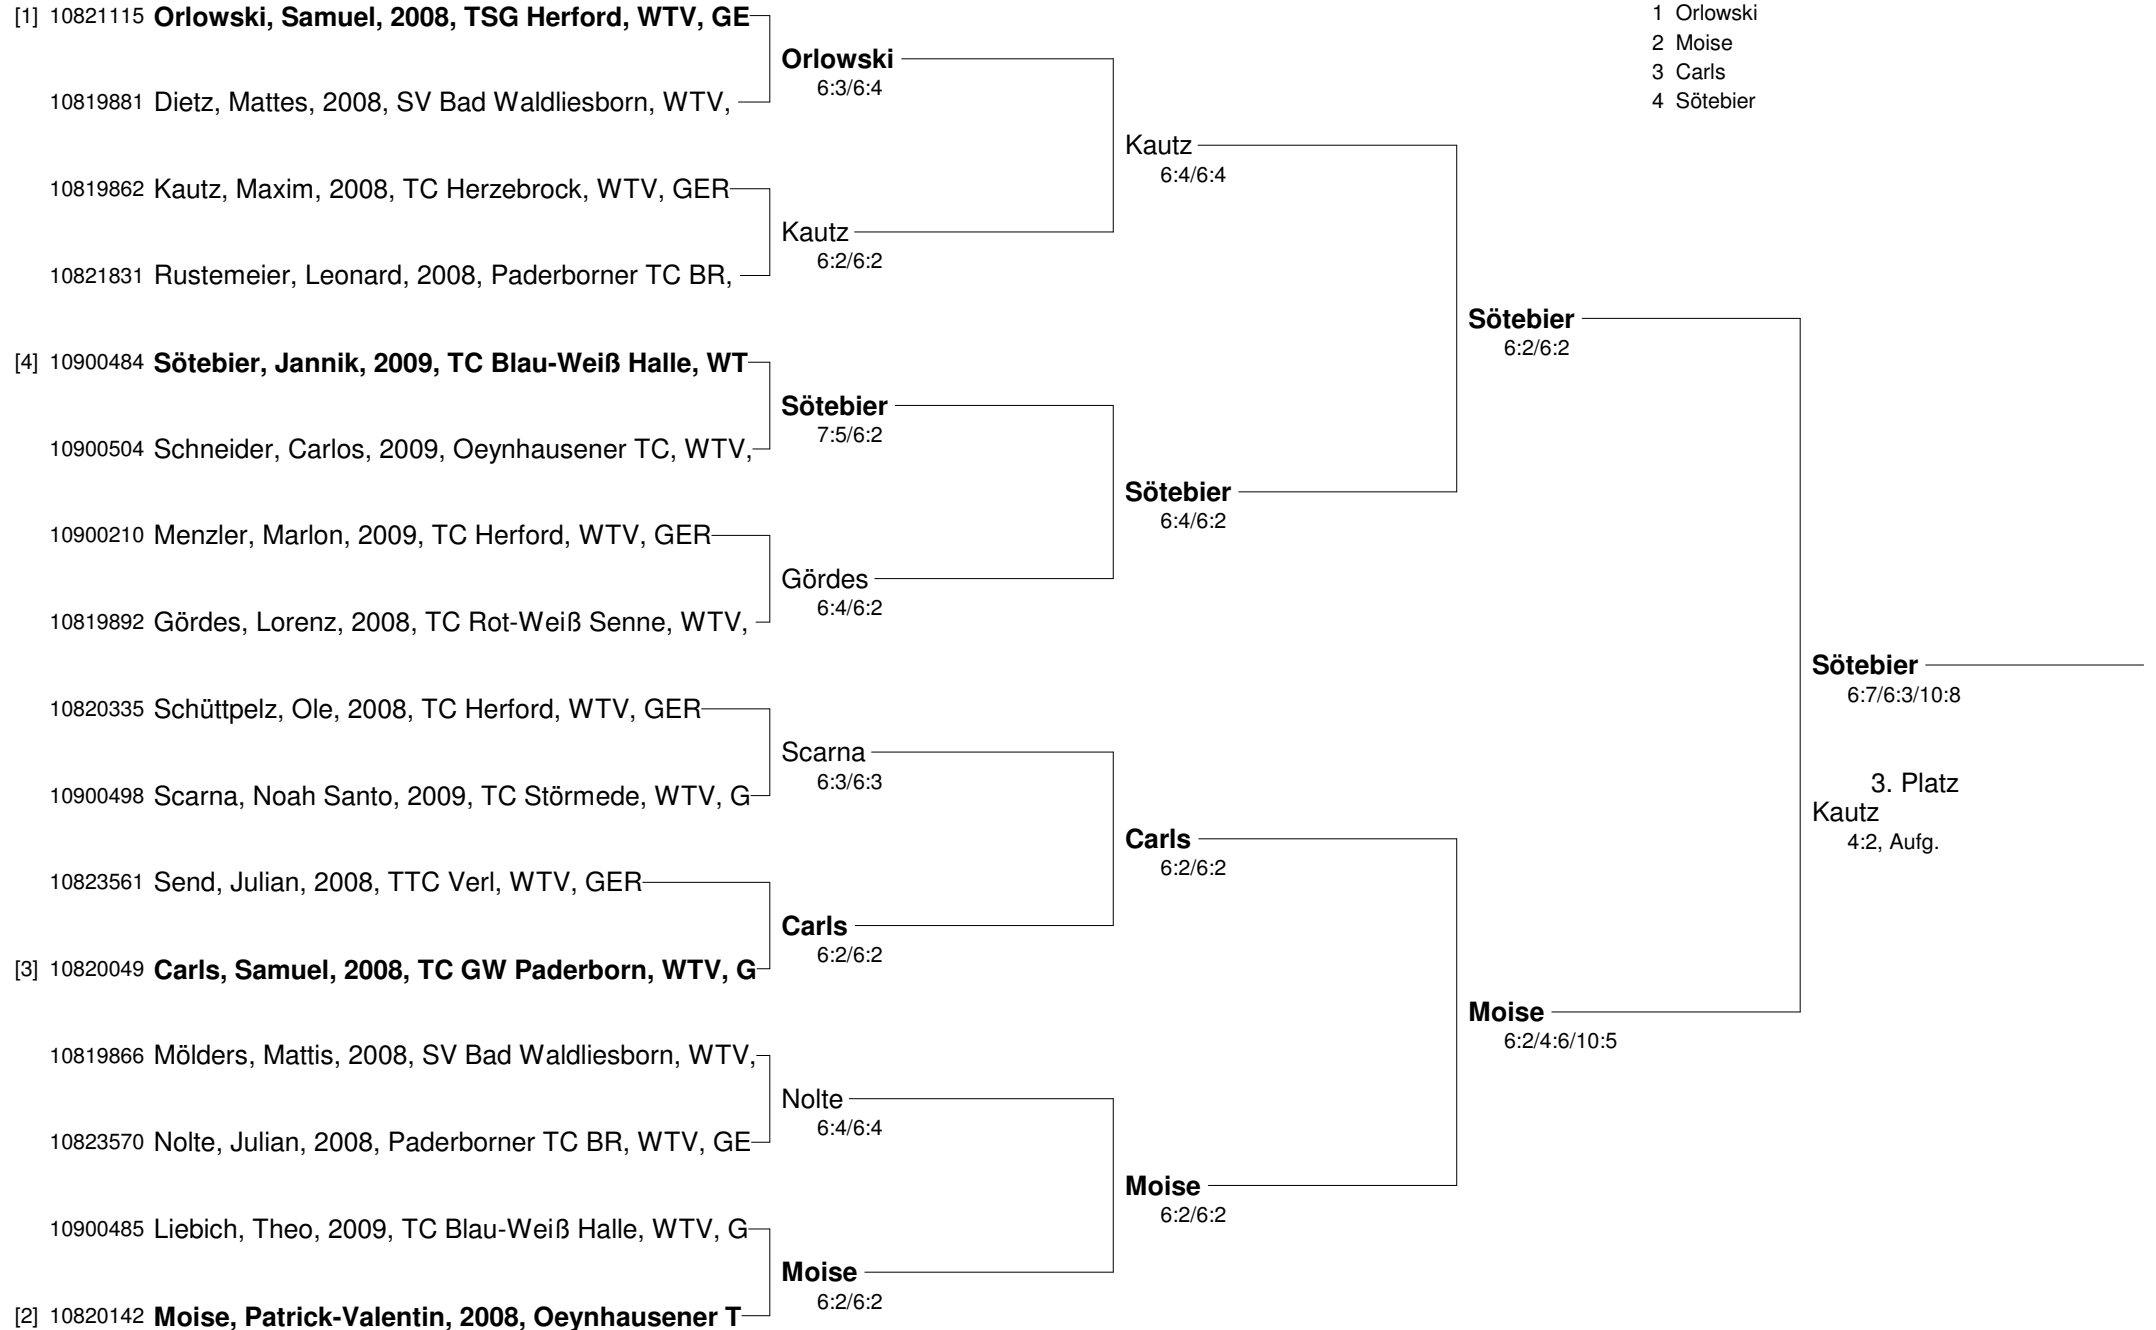 [1] 10821115 Orlowski, Samuel, 2008, TSG Herford, WTV, GE
1 Orlowski
2 Moise
3 Carls
4 Sötebier
Orlowski
6:3/6:4
10819881 Dietz, Mattes, 2008, SV Bad Waldliesborn, WTV,
Kautz
6:4/6:4
10819862 Kautz, Maxim, 2008, TC Herzebrock, WTV, GER
Kautz
6:2/6:2
10821831 Rustemeier, Leonard, 2008, Paderborner TC BR,
Sötebier
6:2/6:2
[4] 10900484 Sötebier, Jannik, 2009, TC Blau-Weiß Halle, WT
Sötebier
7:5/6:2
10900504 Schneider, Carlos, 2009, Oeynhausener TC, WTV,
Sötebier
6:4/6:2
10900210 Menzler, Marlon, 2009, TC Herford, WTV, GER
Gördes
6:4/6:2
10819892 Gördes, Lorenz, 2008, TC Rot-Weiß Senne, WTV,
Sötebier
6:7/6:3/10:8
10820335 Schüttpelz, Ole, 2008, TC Herford, WTV, GER
Scarna
6:3/6:3
3. Platz
Kautz
4:2, Aufg.
10900498 Scarna, Noah Santo, 2009, TC Störmede, WTV, G
Carls
6:2/6:2
10823561 Send, Julian, 2008, TTC Verl, WTV, GER
Carls
6:2/6:2
[3] 10820049 Carls, Samuel, 2008, TC GW Paderborn, WTV, G
Moise
6:2/4:6/10:5
10819866 Mölders, Mattis, 2008, SV Bad Waldliesborn, WTV,
Nolte
6:4/6:4
10823570 Nolte, Julian, 2008, Paderborner TC BR, WTV, GE
Moise
6:2/6:2
10900485 Liebich, Theo, 2009, TC Blau-Weiß Halle, WTV, G
Moise
6:2/6:2
[2] 10820142 Moise, Patrick-Valentin, 2008, Oeynhausener T